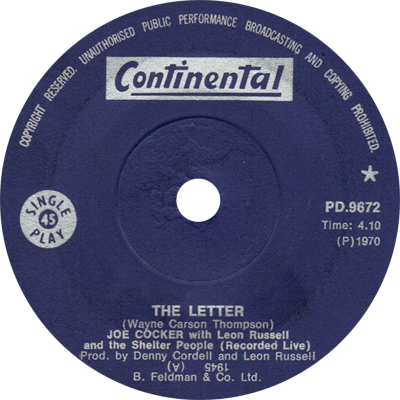 COPYRIGHT RESERVED. UNAUTHORISED PUBLIC PERFORMANCE BROADCASTING AND COPYING PROHIBITED.
Continental
SINGLE
45
PLAY
*
PD.9672
Time: 4.10
(P) 1970
THE LETTER
(Wayne Carson Thompson)
JOE COCKER with Leon Russell
and the Shelter People (Recorded Live)
Prod. by Denny Cordell and Leon Russell
1945 (A)
B. Feldman & Co. Ltd.